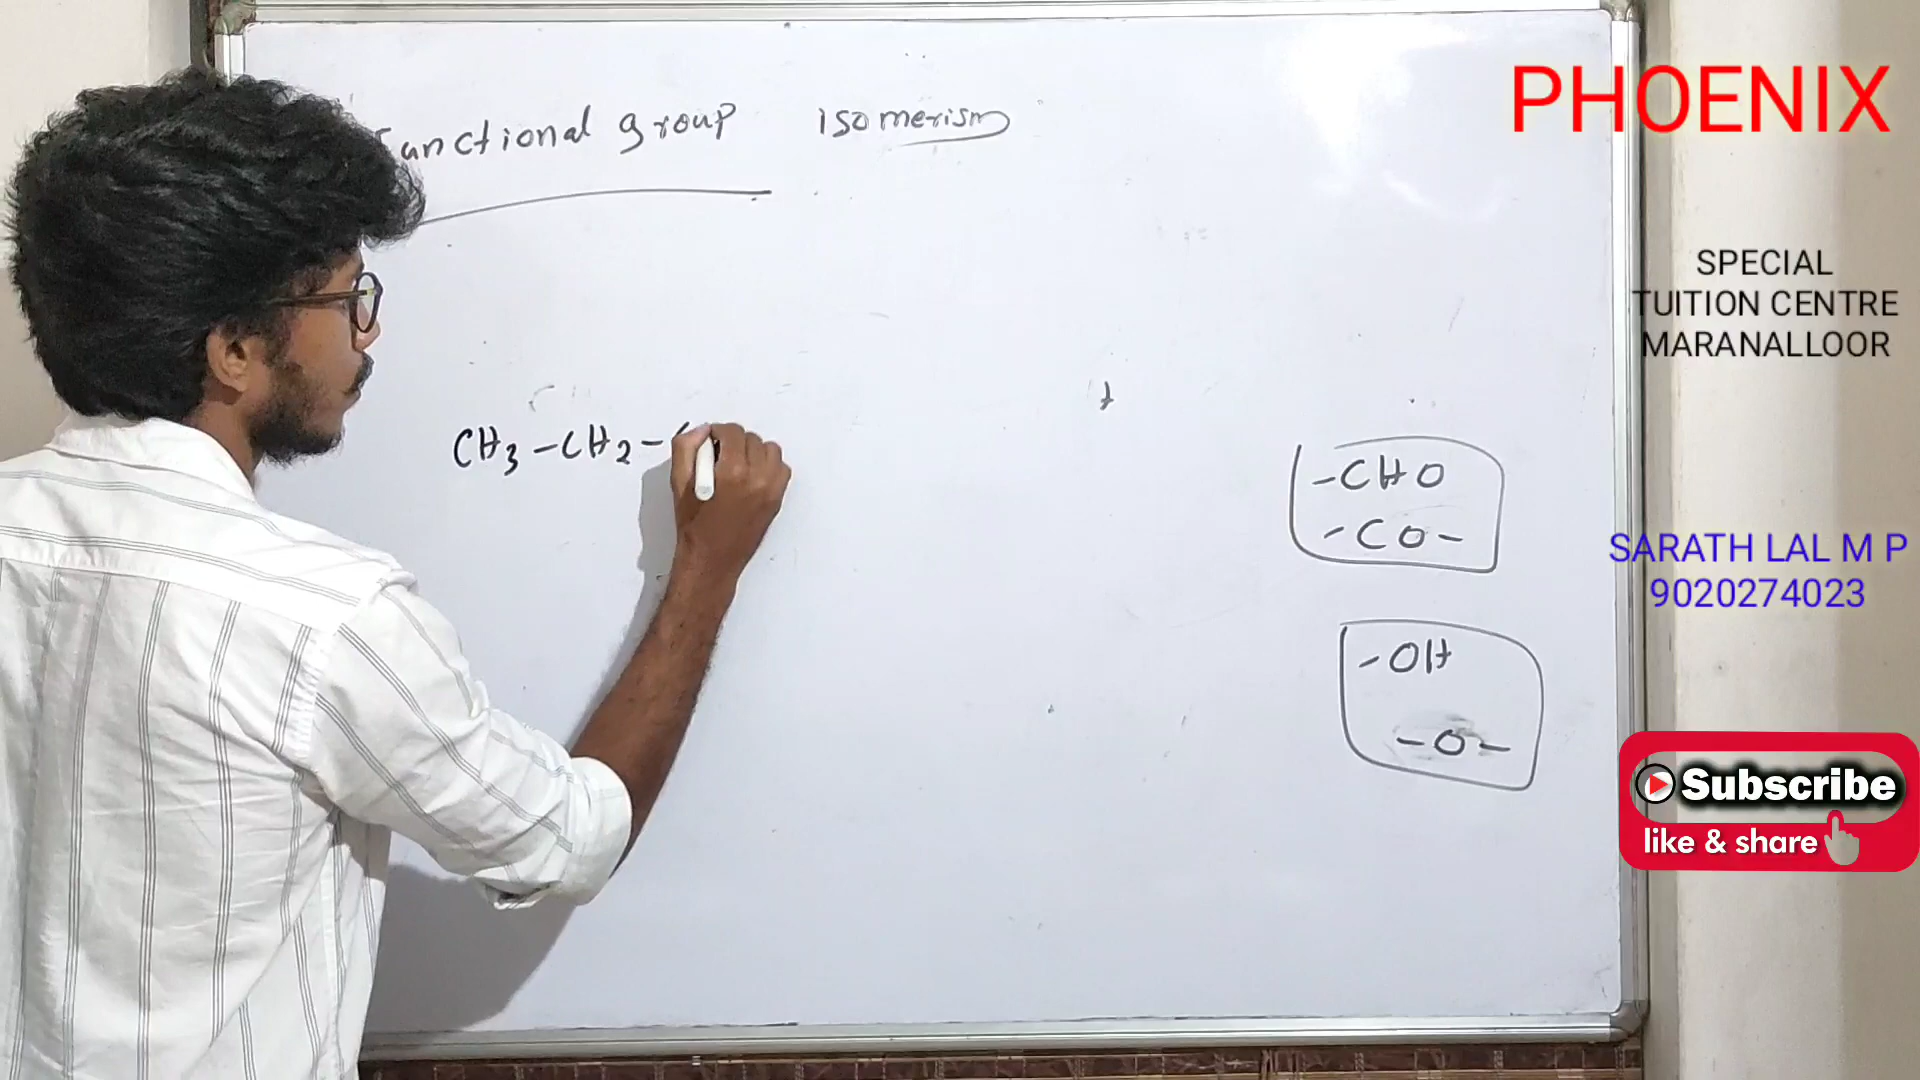 Functional group isomerism
CH3-CH2-
-CHO
-CO-
-OH
-O-
PHOENIX
SPECIAL
TUITION CENTRE
MARANALLOOR
SARATH LAL M P
9020274023
Subscribe
like & share